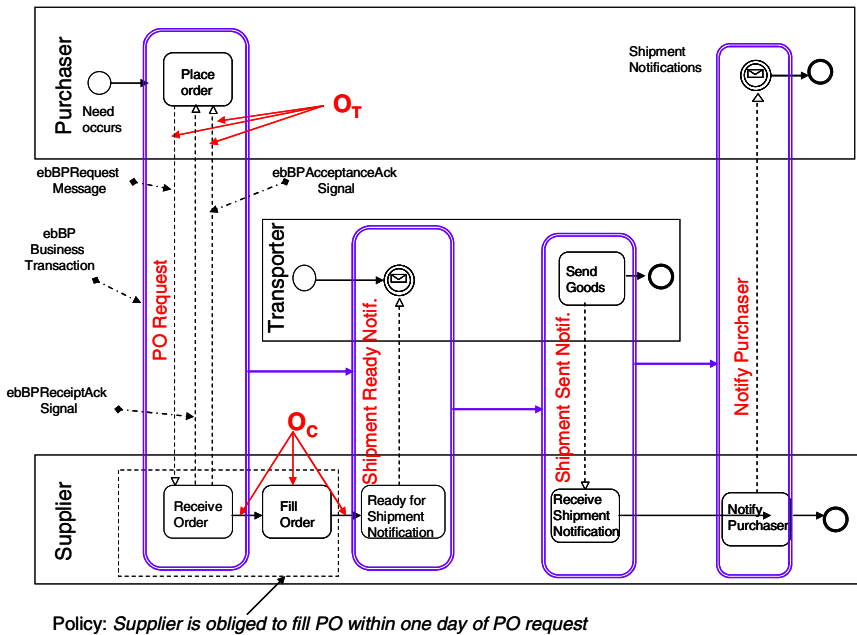 Purchaser
Need
occurs
Place
order
O_T
Shipment
Notifications
ebBPRequest
Message
ebBPAcceptanceAck
Signal
ebBP
Business
Transaction
PO Request
Transporter
Shipment Ready Notif.
Send
Goods
Shipment Sent Notif.
Notify Purchaser
ebBPReceiptAck
Signal
O_C
Supplier
Receive
Order
Fill
Order
Ready for
Shipment
Notification
Receive
Shipment
Notification
Notify
Purchaser
Policy: Supplier is obliged to fill PO within one day of PO request